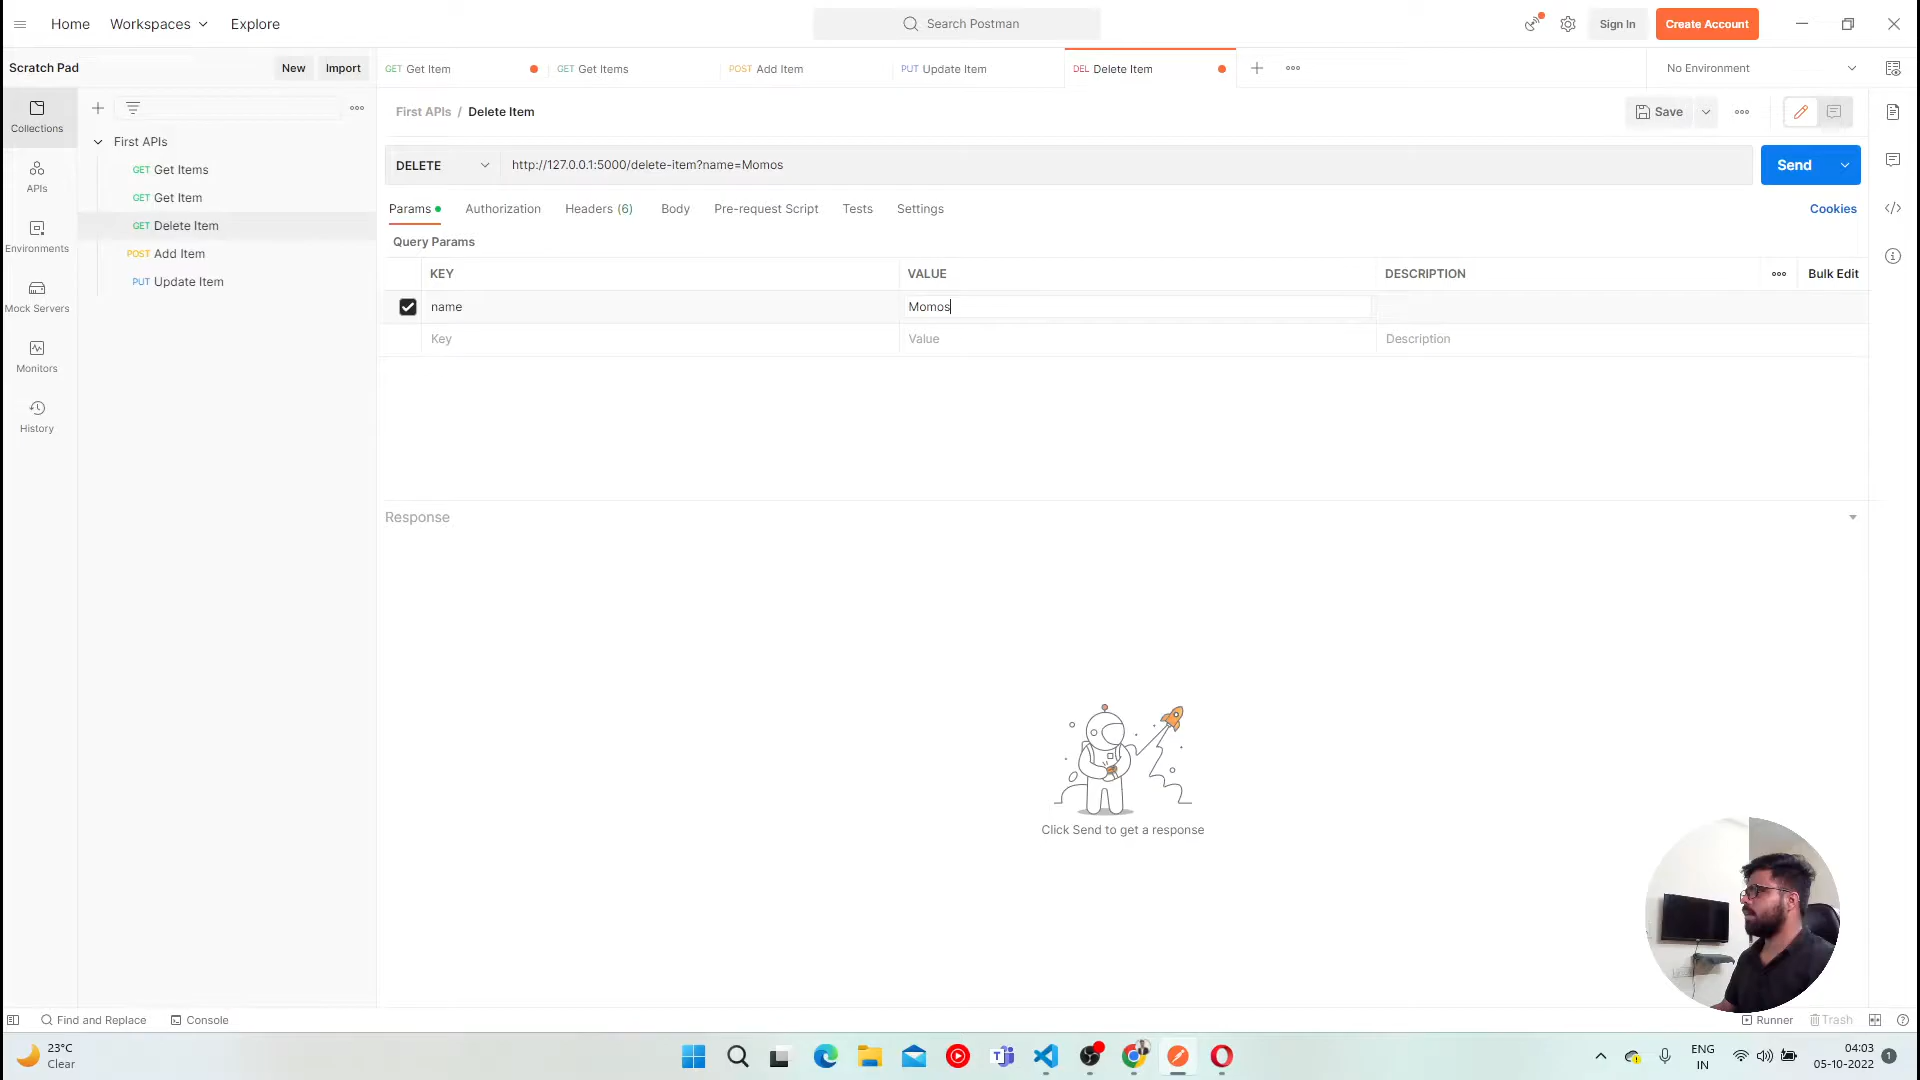 Home
Workspaces
Explore
Search Postman
Sign In
Create Account
Scratch Pad
New
Import
GET Get Item
GET Get Items
POST Add Item
PUT Update Item
DEL Delete Item
No Environment
Collections
APIs
Environments
Mock Servers
Monitors
History
First APIs
GET Get Items
GET Get Item
GET Delete Item
POST Add Item
PUT Update Item
First APIs / Delete Item
Save
DELETE
http://127.0.0.1:5000/delete-item?name=Momos
Send
Params
Authorization
Headers (6)
Body
Pre-request Script
Tests
Settings
Cookies
Query Params
KEY
VALUE
DESCRIPTION
Bulk Edit
name
Momos
Key
Value
Description
Response
Click Send to get a response
Find and Replace
Console
Runner
Trash
23°C
Clear
ENG
IN
04:03
05-10-2022
1